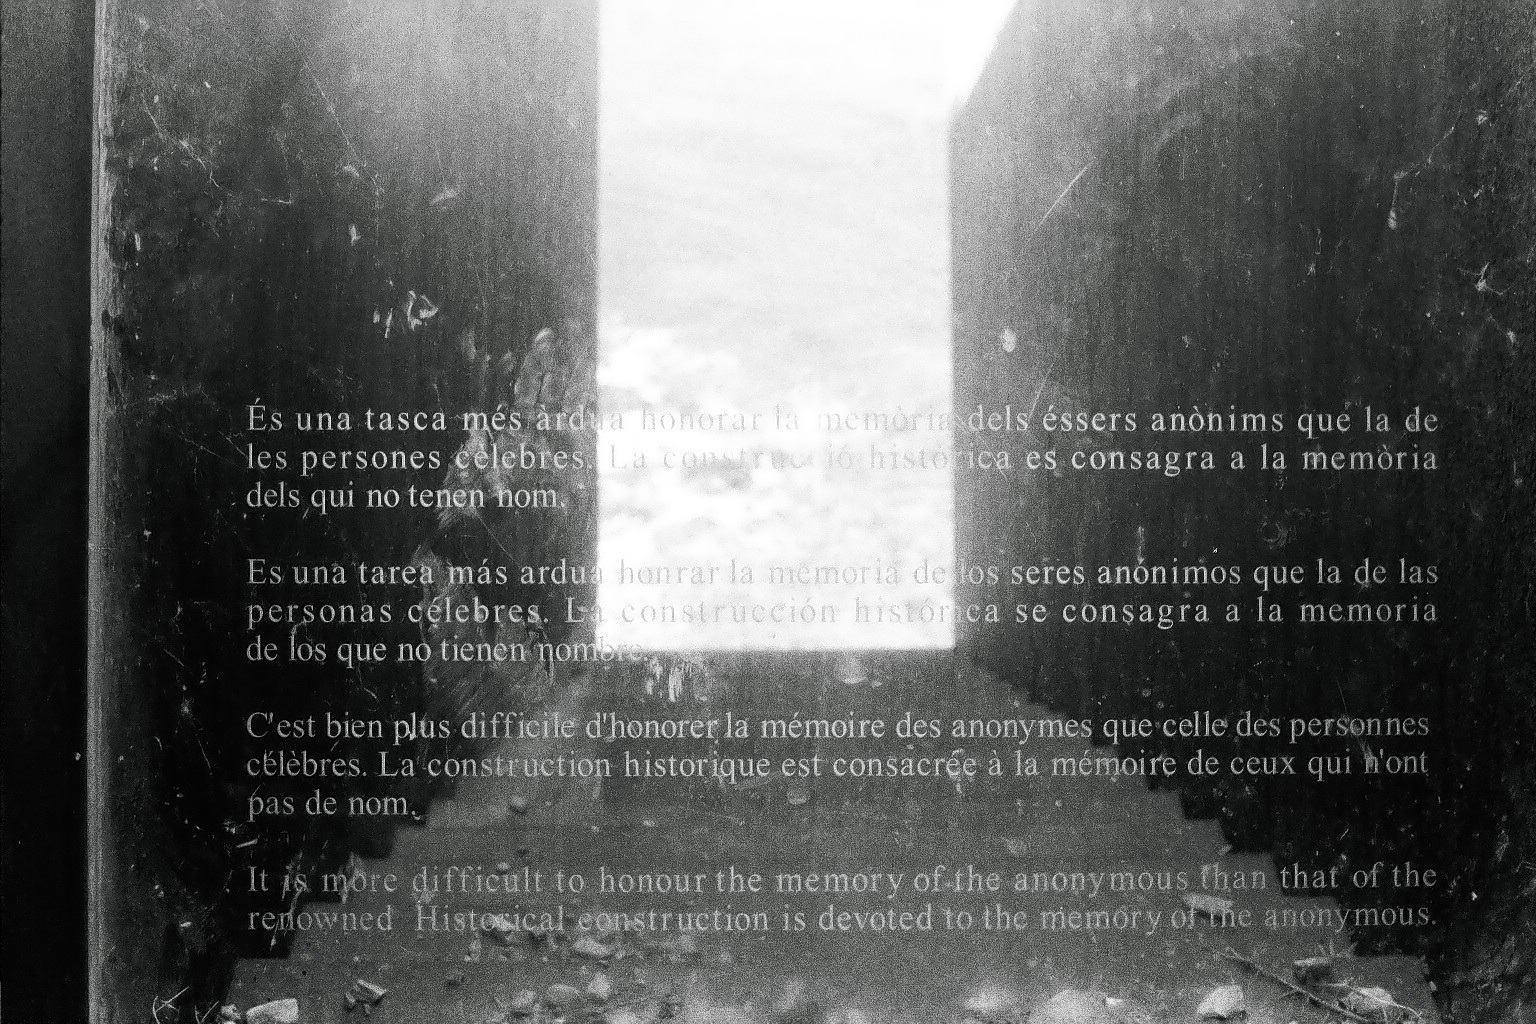 És una tasca més àrdua honorar la memòria dels éssers anònims que la de
les persones cèlebres. La construcció històrica es consagra a la memòria
dels qui no tenen nom.
Es una tarea más ardua honrar la memoria de los seres anónimos que la de las
personas célebres. La construcción histórica se consagra a la memoria
de los que no tienen nombre.
C'est bien plus difficile d'honorer la mémoire des anonymes que celle des personnes
célèbres. La construction historique est consacrée à la mémoire de ceux qui n'ont
pas de nom.
It is more difficult to honour the memory of the anonymous than that of the
renowned Historical construction is devoted to the memory of the anonymous.